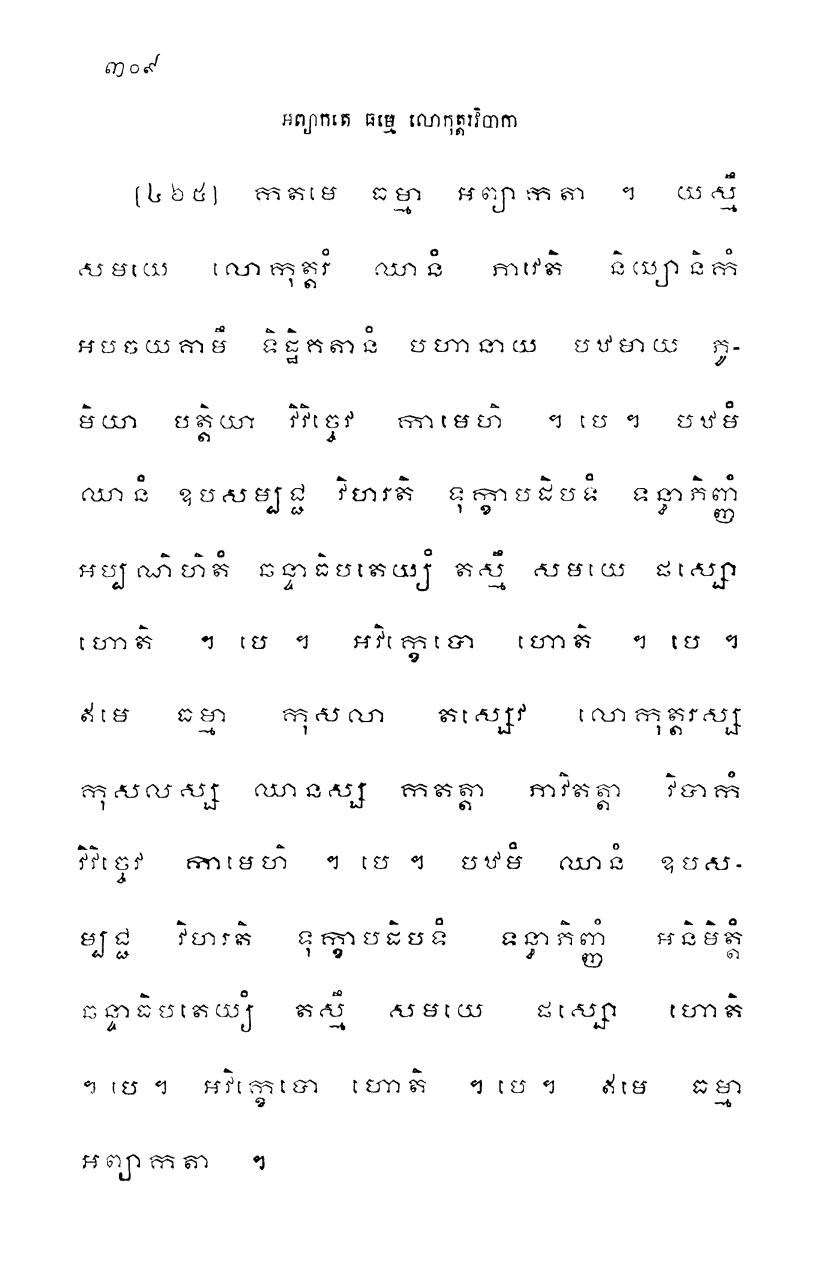 ៣០៩
អព្យាកតេ ធម្មេ លោកុត្តរវិបាកា
[៤៦៥] កតមេ ធម្មា អព្យាកតា ។ យស្មឹ
សមយេ លោកុត្តរំ ឈានំ ភាវេតិ និយ្យានិកំ
អបចយគាមឹ ទិដ្ឋិគតានំ បហានាយ បឋមាយ ភូ-
មិយា បត្តិយា វិវិច្ចេវ កាមេហិ ។ បេ ។ បឋមំ
ឈានំ ឧបសម្បជ្ជ វិហរតិ ទុក្ខាបដិបទំ ទន្ធាភិញ្ញំ
អប្បណិហិតំ ឆន្ទាធិបតេយ្យំ តស្មឹ សមយេ ផស្សោ
ហោតិ ។ បេ ។ អវិក្ខេបោ ហោតិ ។ បេ ។
ឥមេ ធម្មា កុសលា តស្សេវ លោកុត្តរស្ស
កុសលស្ស ឈានស្ស កតត្តា ភាវិតត្តា វិបាកំ
វិវិច្ចេវ កាមេហិ ។ បេ ។ បឋមំ ឈានំ ឧបស-
ម្បជ្ជ វិហរតិ ទុក្ខាបដិបទំ ទន្ធាភិញ្ញំ អនិមិត្តំ
ឆន្ទាធិបតេយ្យំ តស្មឹ សមយេ ផស្សោ ហោតិ
។ បេ ។ អវិក្ខេបោ ហោតិ ។ បេ ។ ឥមេ ធម្មា
អព្យាកតា ។